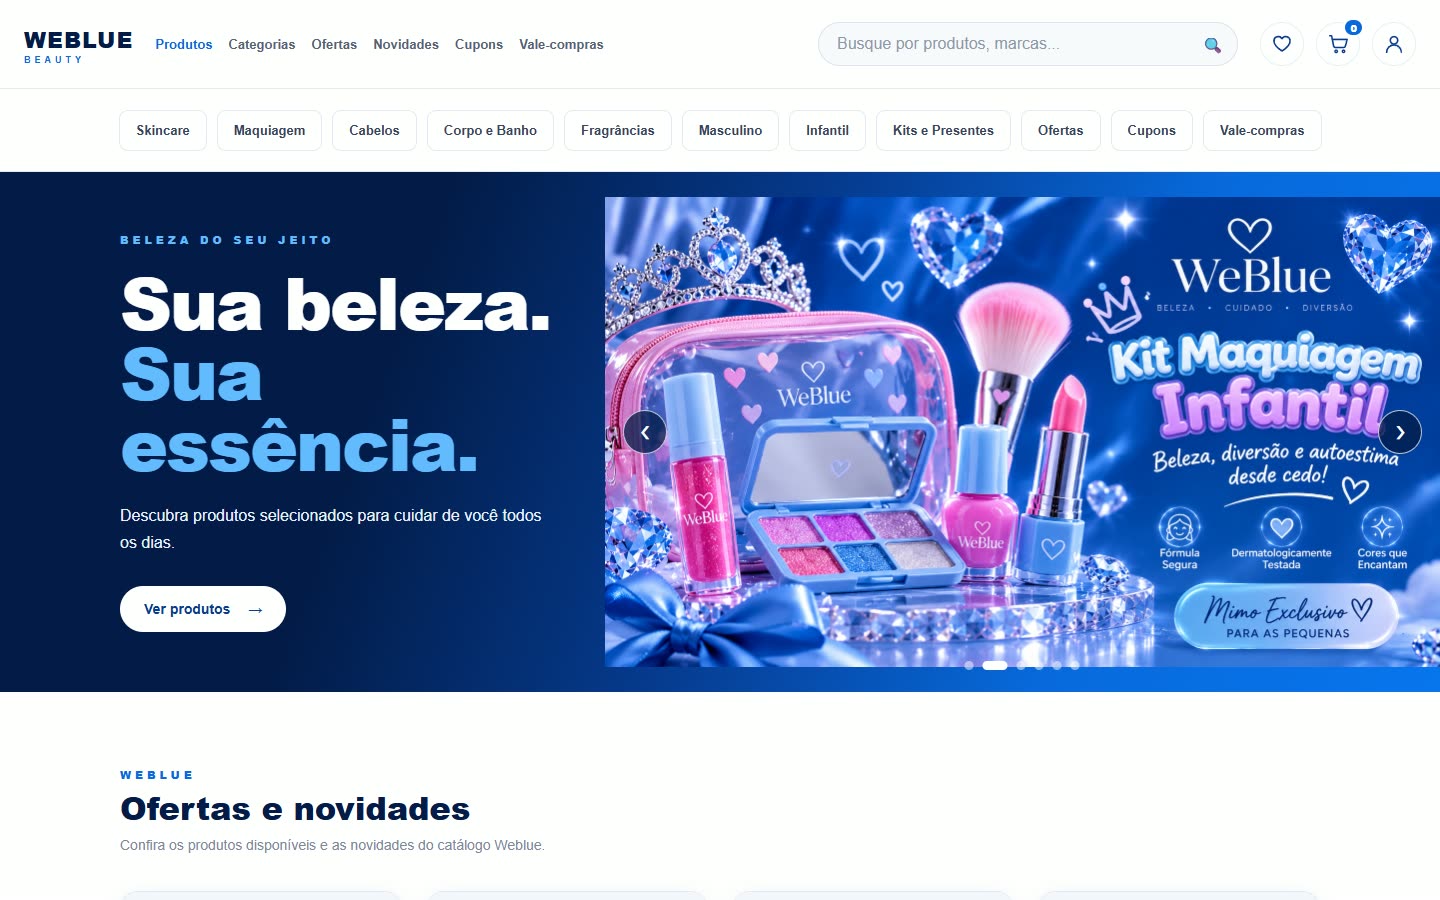 WEBLUE
BEAUTY
Produtos Categorias Ofertas Novidades Cupons Vale-compras
Busque por produtos, marcas...
0
Skincare Maquiagem Cabelos Corpo e Banho Fragrâncias Masculino Infantil Kits e Presentes Ofertas Cupons Vale-compras
BELEZA DO SEU JEITO
Sua beleza.
Sua
essência.
Descubra produtos selecionados para cuidar de você todos
os dias.
Ver produtos →
WeBlue
WeBlue
WeBlue
WeBlue
BELEZA • CUIDADO • DIVERSÃO
Kit Maquiagem
Infantil
Beleza, diversão e autoestima
desde cedo!
Fórmula
Segura
Dermatologicamente
Testada
Cores que
Encantam
Mimo Exclusivo
PARA AS PEQUENAS
WEBLUE
Ofertas e novidades
Confira os produtos disponíveis e as novidades do catálogo Weblue.